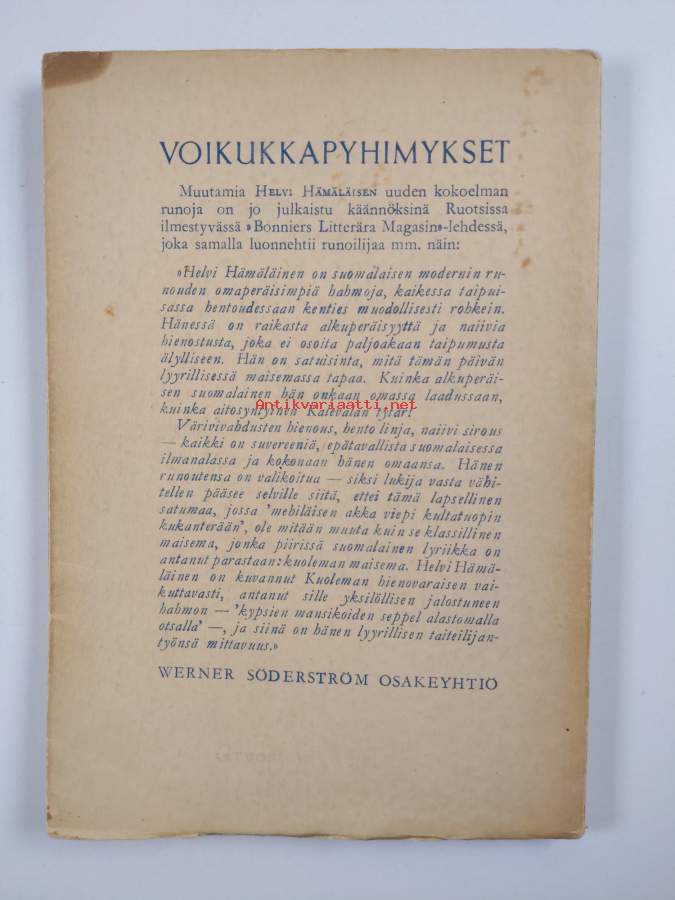 VOIKUKKAPYHIMYKSET
Muutamia HELVI HÄMÄLÄISEN uuden kokoelman
runoja on jo julkaistu käännöksinä Ruotsissa
ilmestyvässä »Bonniers Litterära Magasin»-lehdessä,
joka samalla luonnehtii runoilijaa mm. näin:
»Helvi Hämäläinen on suomalaisen modernin ru-
nouden omaperäisimpiä hahmoja, kaikessa taipui-
sassa hentoudessaan kenties muodollisesti rohkein.
Hänessä on raikasta alkuperäisyyttä ja naiivia
hienostusta, joka ei osoita paljoakaan taipumusta
älylliseen. Hän on satuisinta, mitä tämän päivän
lyyrillisessä maisemassa tapaa. Kuinka alkuperäi-
sen suomalainen hän onkaan omassa laadussaan,
Antikvariaatti.net
kuinka aitosyntyinen Kalevalan tytär!
Värivivahdusten hienous, hento linja, naiivi sirous
— kaikki on suvereeniä, epätavallista suomalaisessa
ilmanalassa ja kokonaan hänen omaansa. Hänen
runoutensa on valikoitua — siksi lukija vasta vähi-
tellen pääsee selville siitä, ettei tämä lapsellinen
satumaa, jossa 'mehiläisen akka viepi kultatuopin
kukanterään', ole mitään muuta kuin se klassillinen
maisema, jonka piirissä suomalainen lyriikka on
antanut parastaan: kuoleman maisema. Helvi Hämä-
läinen on kuvannut Kuoleman hienovaraisen vai-
kuttavasti, antanut sille yksilöllisen jalostuneen
hahmon — 'kypsien mansikoiden seppel alastomalla
otsalla' —, ja siinä on hänen lyyrillisen taiteilijan-
työnsä mittavuus.»
WERNER SÖDERSTRÖM OSAKEYHTIÖ